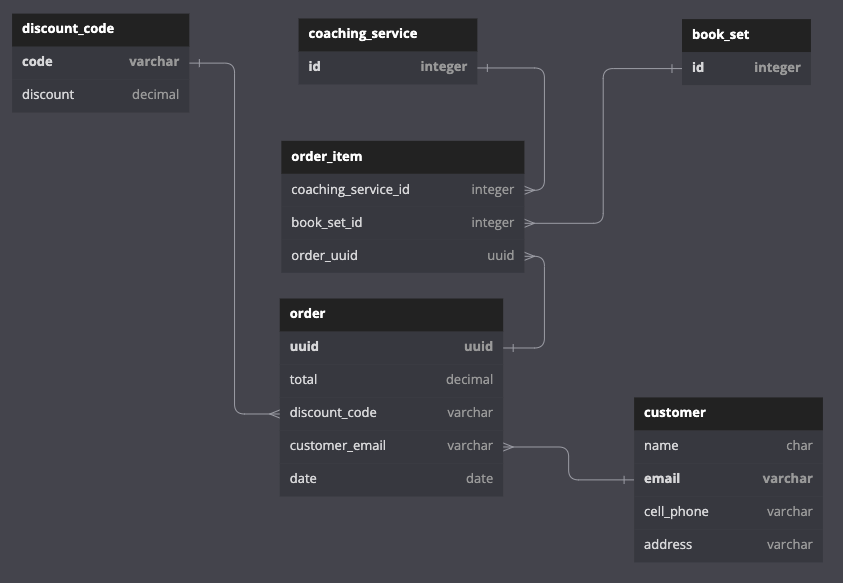 discount_code
code varchar
discount decimal
coaching_service
id integer
book_set
id integer
order_item
coaching_service_id integer
book_set_id integer
order_uuid uuid
order
uuid uuid
total decimal
discount_code varchar
customer_email varchar
date date
customer
name char
email varchar
cell_phone varchar
address varchar